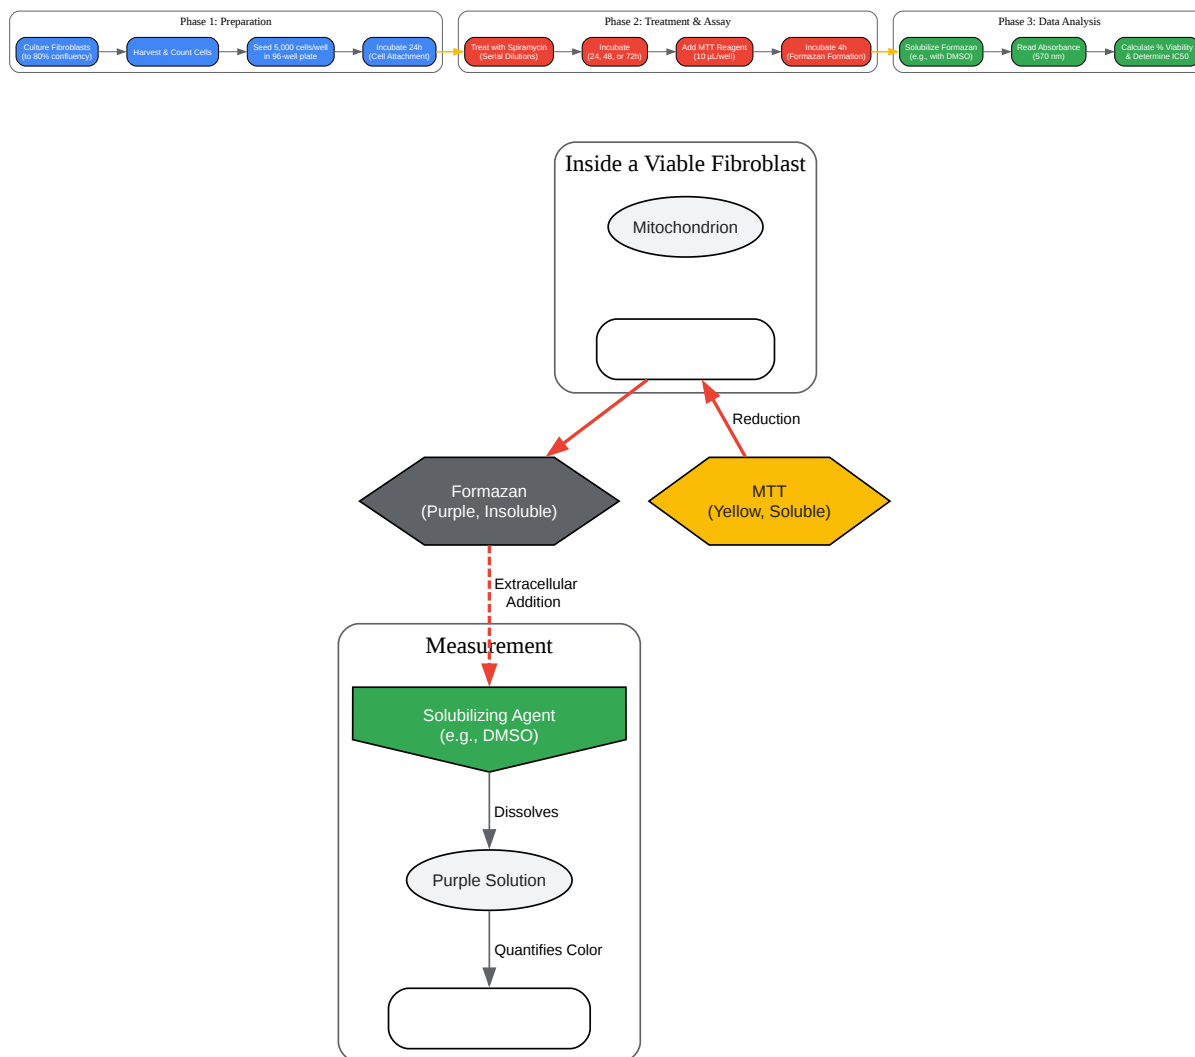 Phase 1: Preparation
Culture Fibroblasts
(to 80% confluency)
Harvest & Count Cells
Seed 5,000 cells/well
in 96-well plate
Incubate 24h
(Cell Attachment)
Phase 2: Treatment & Assay
Treat with Spiramycin
(Serial Dilutions)
Incubate
(24, 48, or 72h)
Add MTT Reagent
(10 µL/well)
Incubate 4h
(Formazan Formation)
Phase 3: Data Analysis
Solubilize Formazan
(e.g., with DMSO)
Read Absorbance
(570 nm)
Calculate % Viability
& Determine IC50
Inside a Viable Fibroblast
Mitochondrion
Reduction
Formazan
(Purple, Insoluble)
MTT
(Yellow, Soluble)
Extracellular
Addition
Measurement
Solubilizing Agent
(e.g., DMSO)
Dissolves
Purple Solution
Quantifies Color